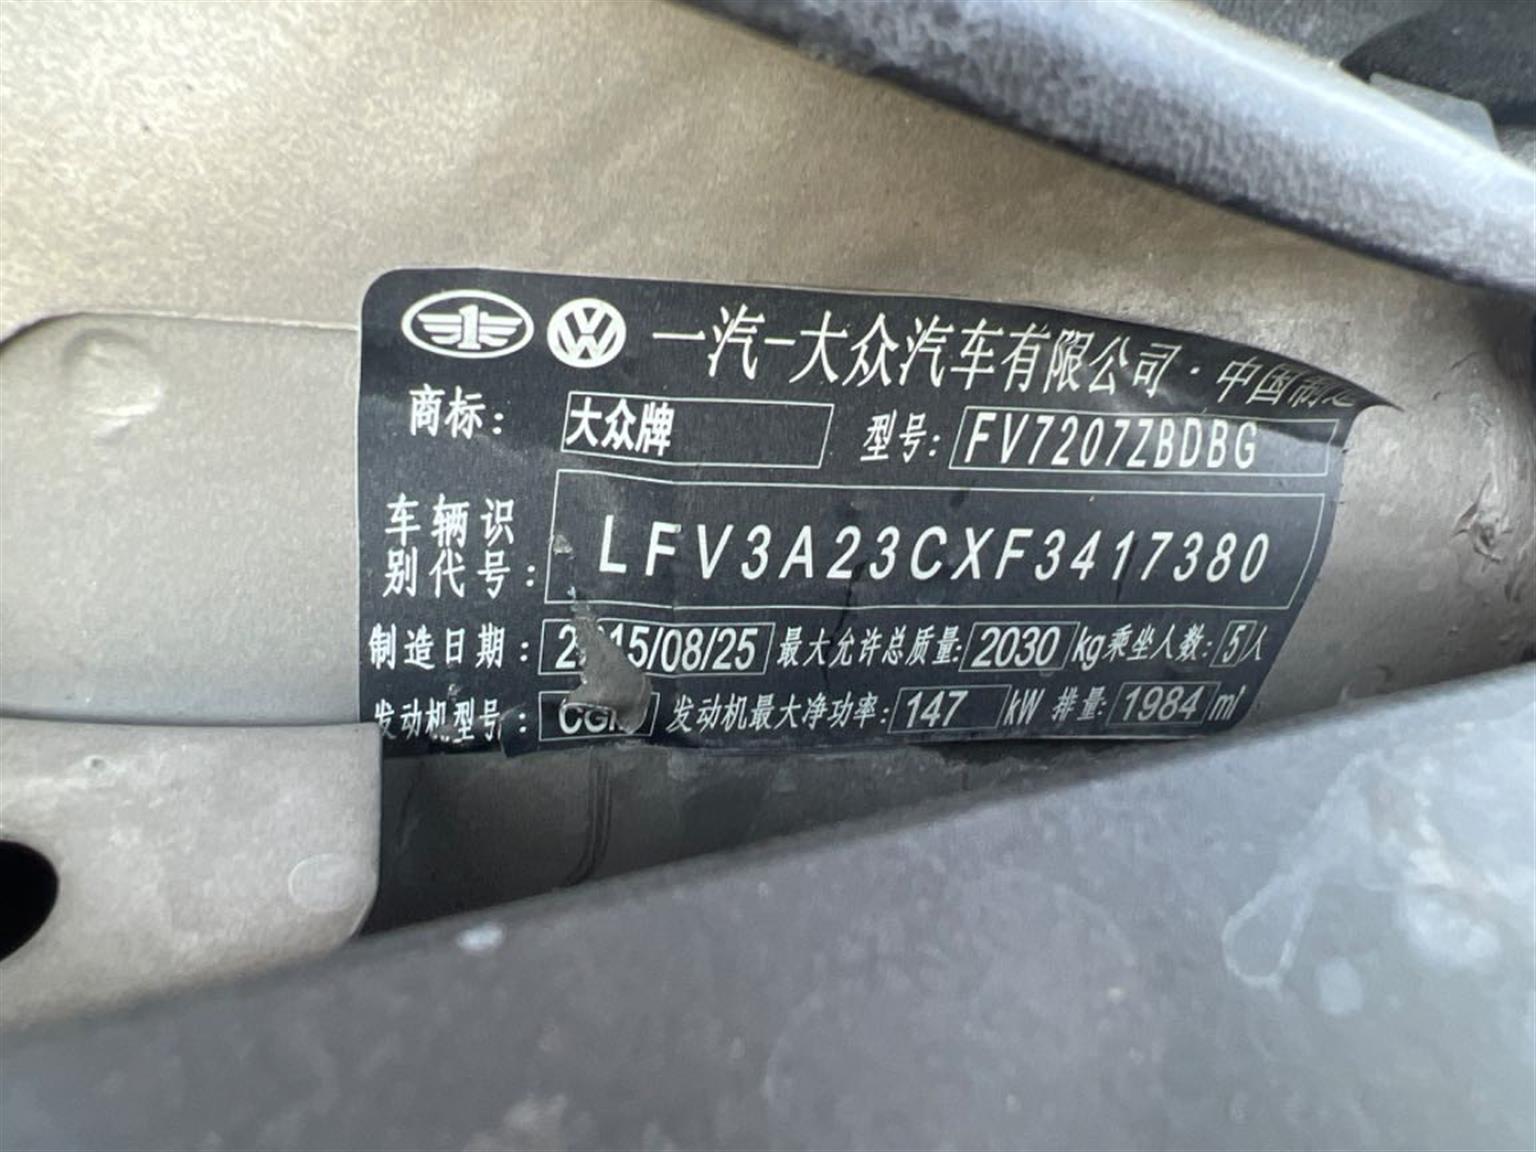 一汽-大众汽车有限公司·中国制造
商标: 大众牌 型号: FV7207ZBDBG
车辆识别代号: LFV3A23CXF3417380
制造日期: 2015/08/25 最大允许总质量: 2030 kg 乘坐人数: 5 人
发动机型号: 发动机最大净功率: 147 kW 排量: 1984 ml